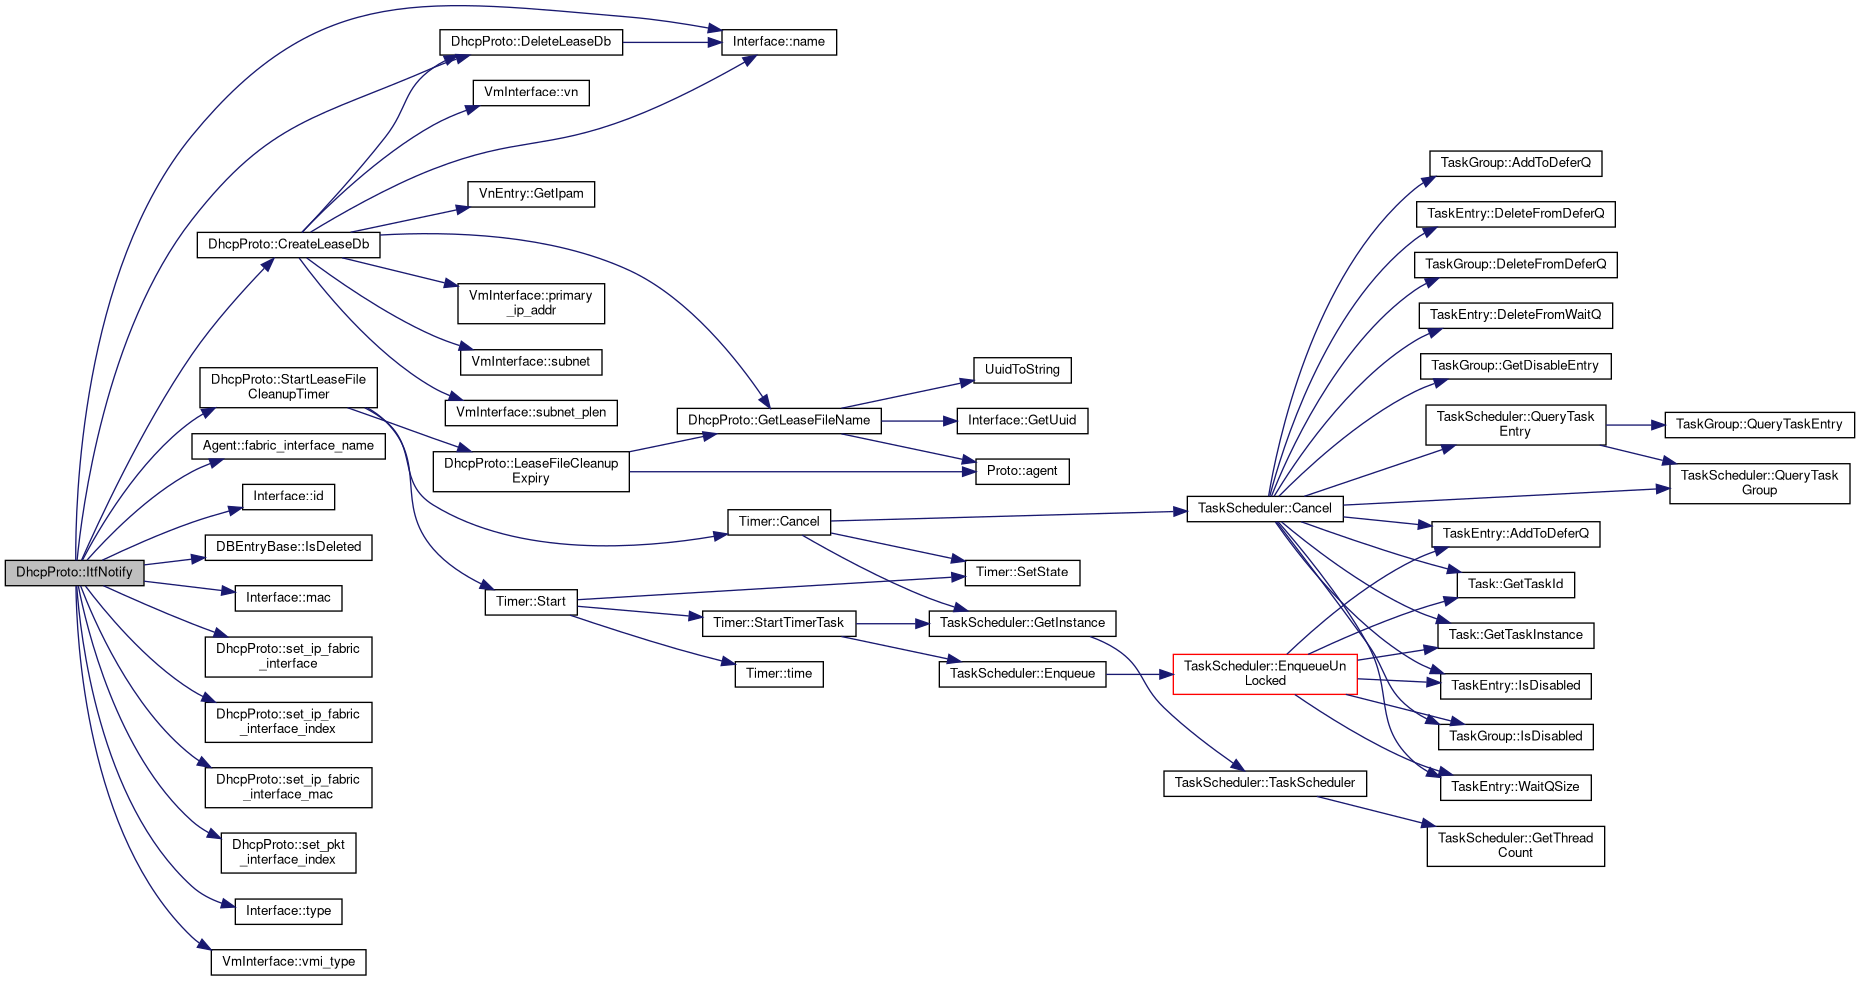 DhcpProto::ItfNotify
DhcpProto::DeleteLeaseDb
Interface::name
VmInterface::vn
VnEntry::GetIpam
DhcpProto::CreateLeaseDb
VmInterface::primary
_ip_addr
VmInterface::subnet
VmInterface::subnet_plen
DhcpProto::StartLeaseFile
CleanupTimer
Agent::fabric_interface_name
DhcpProto::LeaseFileCleanup
Expiry
DhcpProto::GetLeaseFileName
UuidToString
Interface::GetUuid
Proto::agent
Interface::id
DBEntryBase::IsDeleted
Interface::mac
DhcpProto::set_ip_fabric
_interface
DhcpProto::set_ip_fabric
_interface_index
DhcpProto::set_ip_fabric
_interface_mac
DhcpProto::set_pkt
_interface_index
Interface::type
VmInterface::vmi_type
Timer::Cancel
Timer::Start
Timer::SetState
Timer::StartTimerTask
Timer::time
TaskScheduler::GetInstance
TaskScheduler::Enqueue
TaskScheduler::Cancel
TaskScheduler::EnqueueUn
Locked
TaskScheduler::TaskScheduler
TaskGroup::AddToDeferQ
TaskEntry::DeleteFromDeferQ
TaskGroup::DeleteFromDeferQ
TaskEntry::DeleteFromWaitQ
TaskGroup::GetDisableEntry
TaskScheduler::QueryTask
Entry
TaskGroup::QueryTaskEntry
TaskScheduler::QueryTask
Group
TaskEntry::AddToDeferQ
Task::GetTaskId
Task::GetTaskInstance
TaskEntry::IsDisabled
TaskGroup::IsDisabled
TaskEntry::WaitQSize
TaskScheduler::GetThread
Count